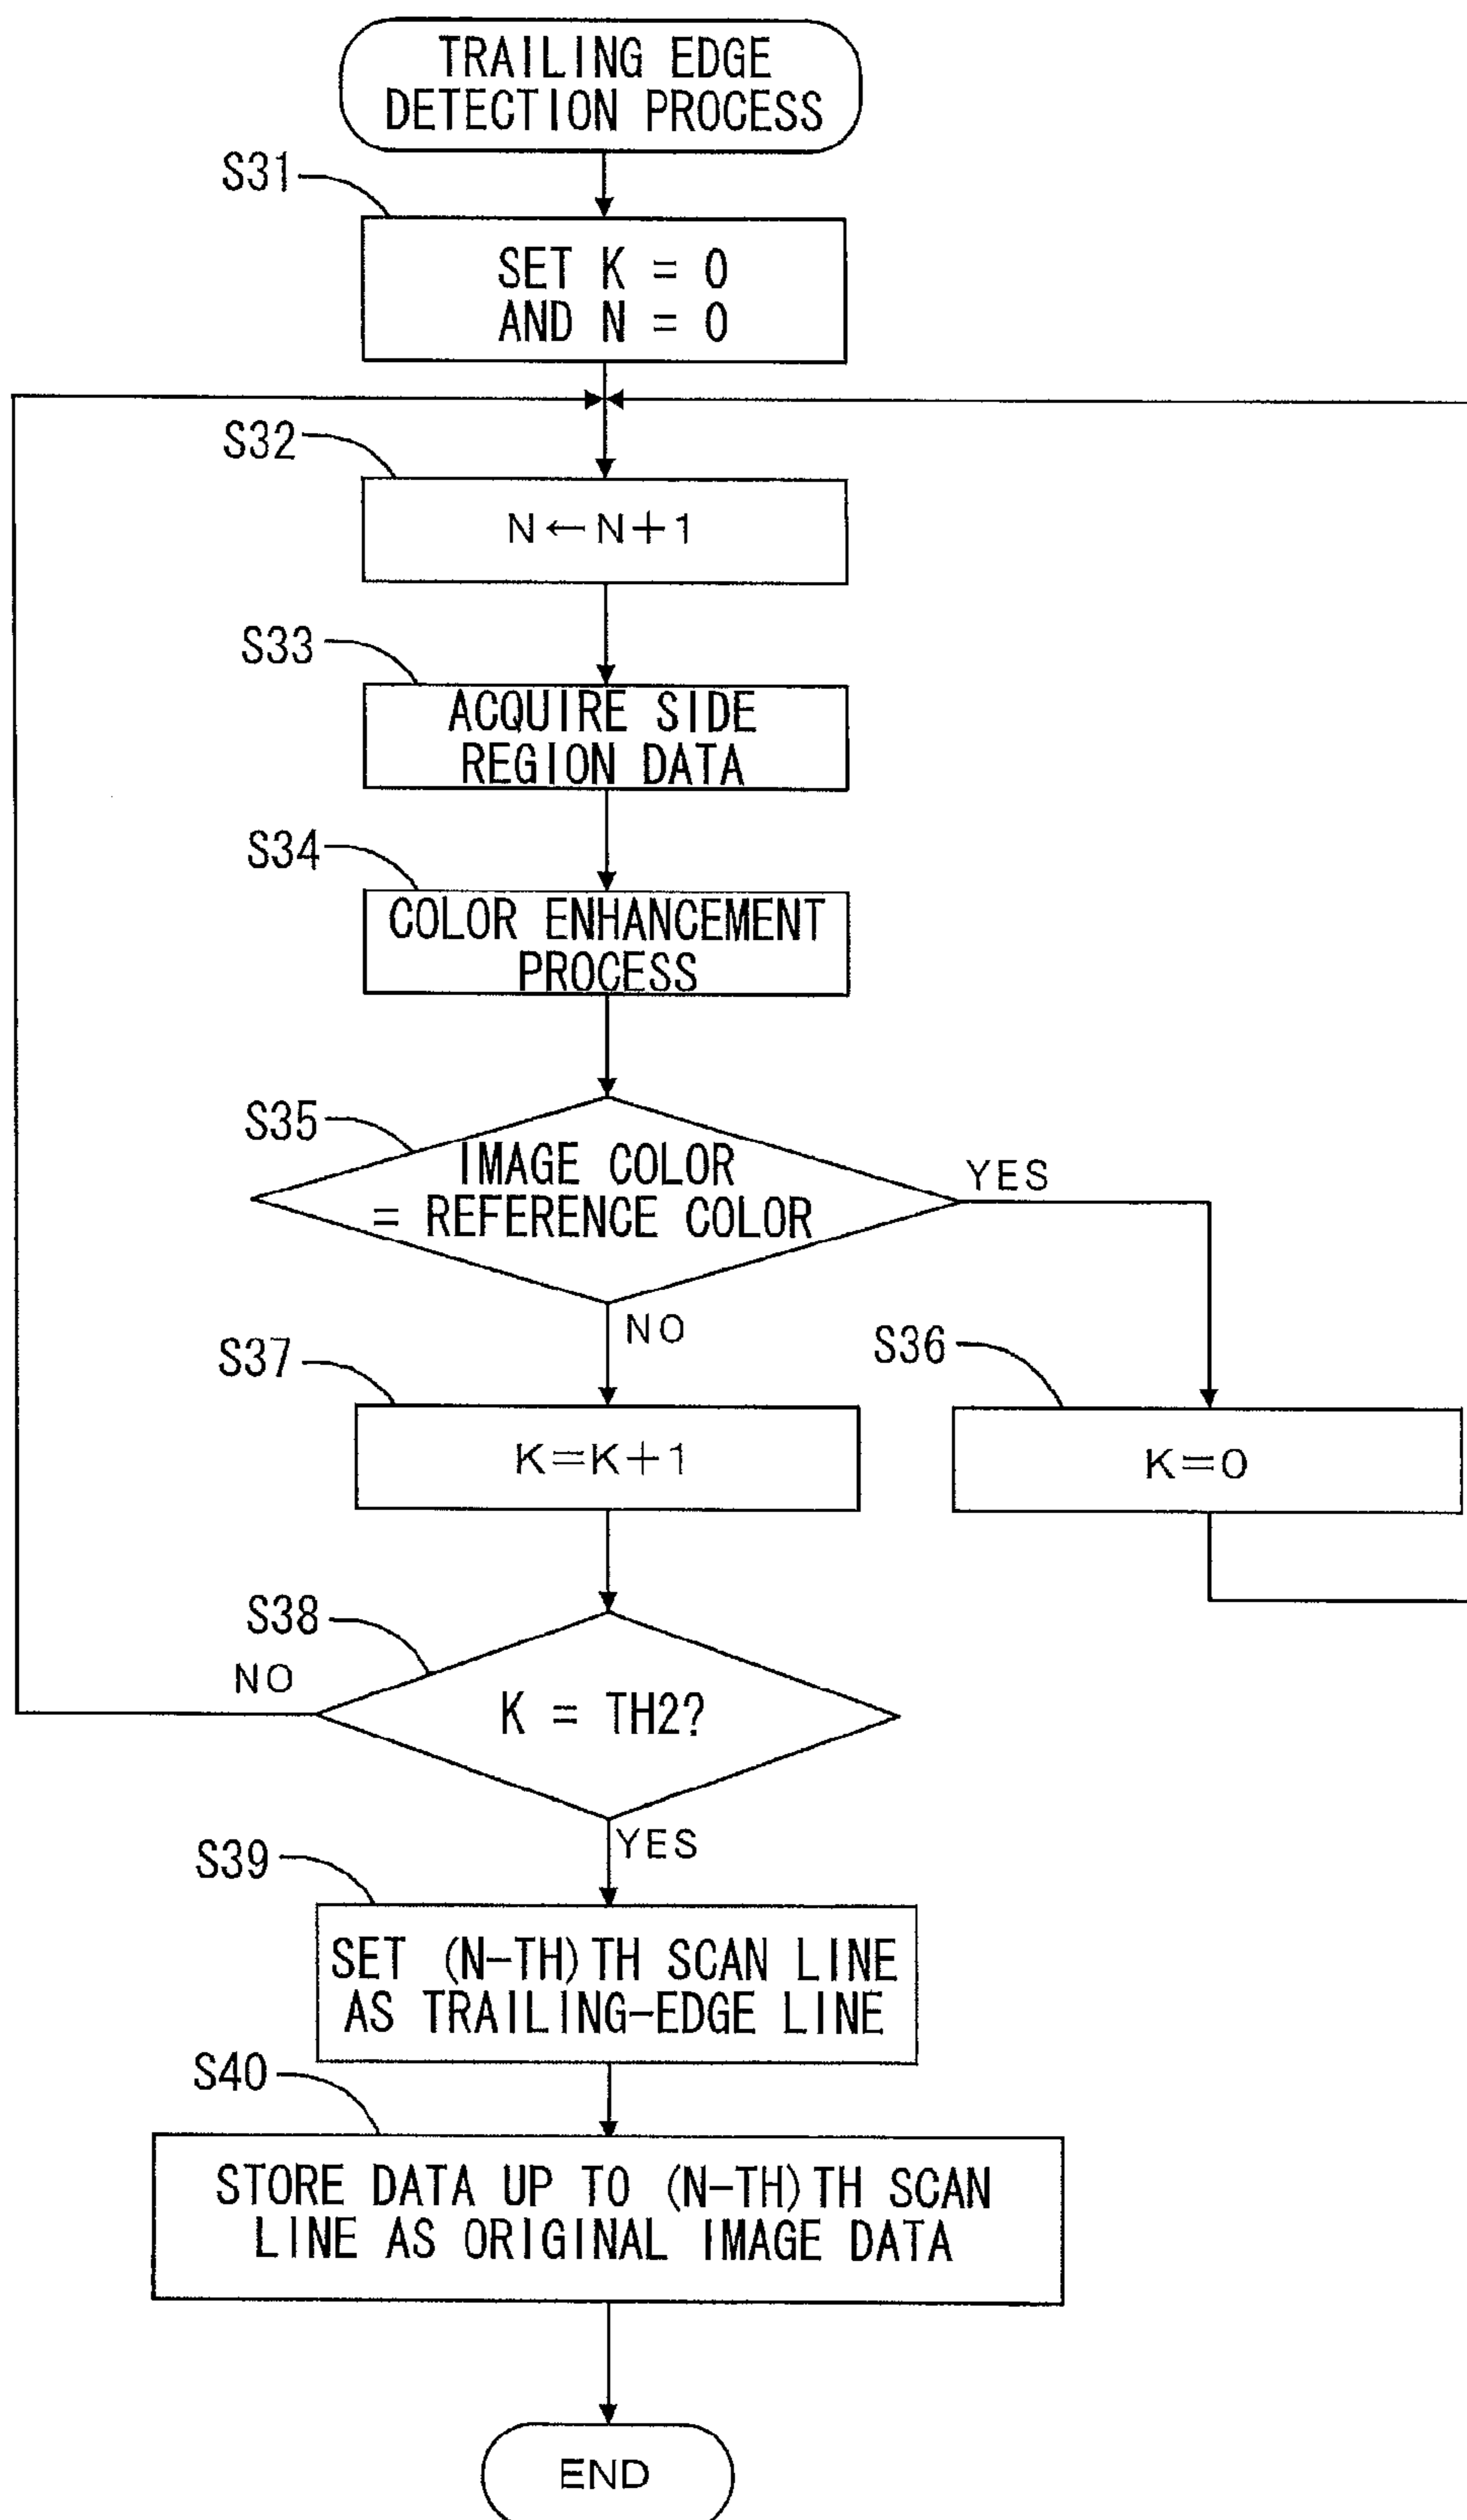 TRAILING EDGE
DETECTION PROCESS
S31
SET K = 0
AND N = 0
S32
N←N+1
S33
ACQUIRE SIDE
REGION DATA
S34
COLOR ENHANCEMENT
PROCESS
S35
IMAGE COLOR
= REFERENCE COLOR
YES
NO
S36
K=0
S37
K=K+1
S38
NO
K = TH2?
YES
S39
SET (N-TH)TH SCAN LINE
AS TRAILING-EDGE LINE
S40
STORE DATA UP TO (N-TH)TH SCAN
LINE AS ORIGINAL IMAGE DATA
END